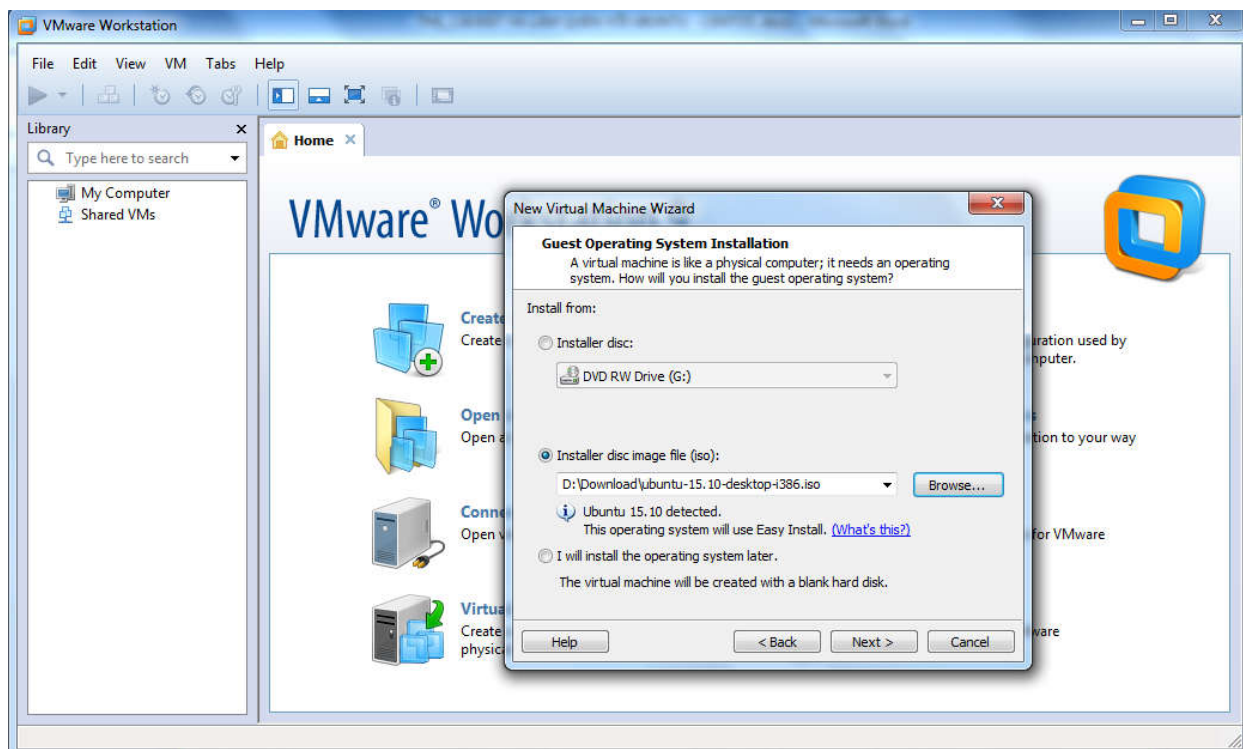 VMware Workstation
File Edit View VM Tabs Help
Library
Type here to search
My Computer
Shared VMs
Home
VMware® Wo
Create
Create
Open
Open
Conne
Open
Virtua
Create
physic
uration used by
nputer.
tion to your way
for VMware
ware
New Virtual Machine Wizard
Guest Operating System Installation
A virtual machine is like a physical computer; it needs an operating
system. How will you install the guest operating system?
Install from:
Installer disc:
DVD RW Drive (G:)
Installer disc image file (iso):
D:\Download\ubuntu-15.10-desktop-i386.iso
Browse...
Ubuntu 15.10 detected.
This operating system will use Easy Install. (What's this?)
I will install the operating system later.
The virtual machine will be created with a blank hard disk.
Help < Back Next > Cancel